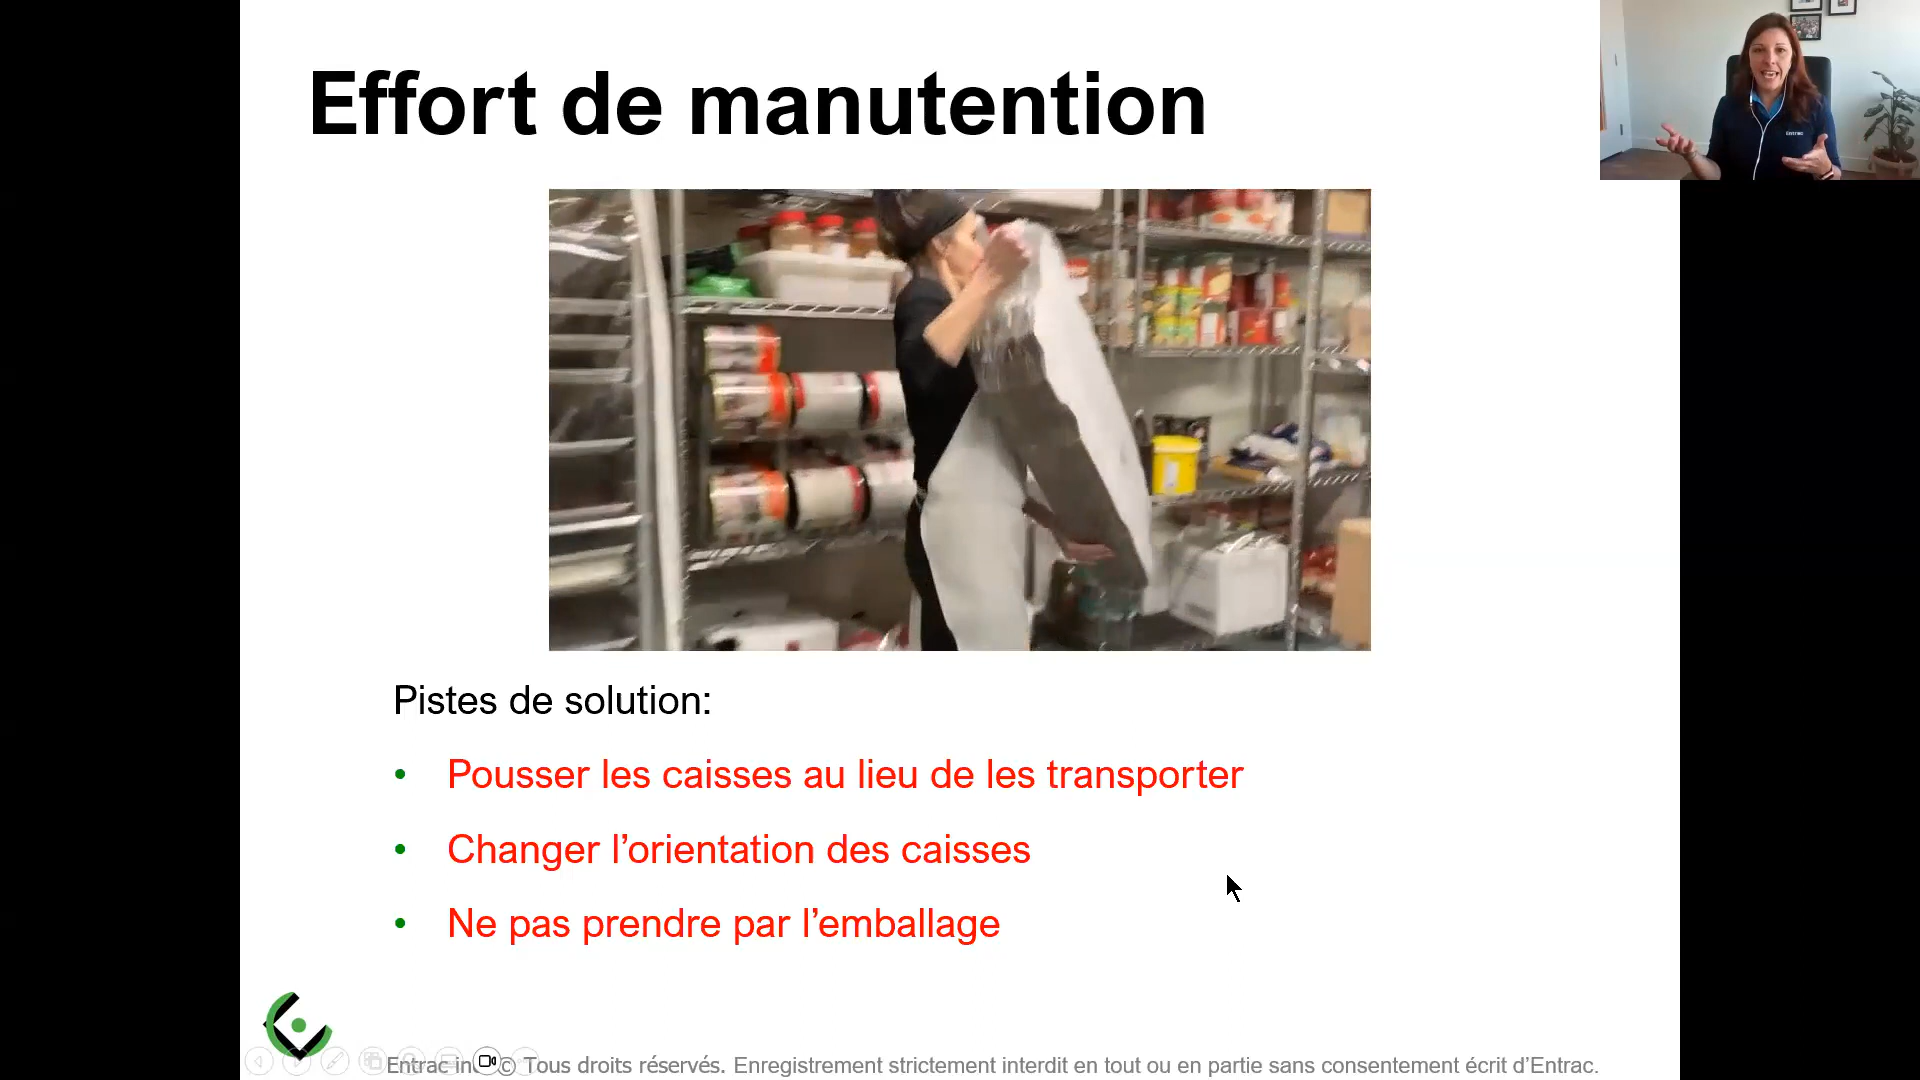 Effort de manutention
Pistes de solution:
• Pousser les caisses au lieu de les transporter
• Changer l’orientation des caisses
• Ne pas prendre par l’emballage
Entrac inc © Tous droits réservés. Enregistrement strictement interdit en tout ou en partie sans consentement écrit d’Entrac.